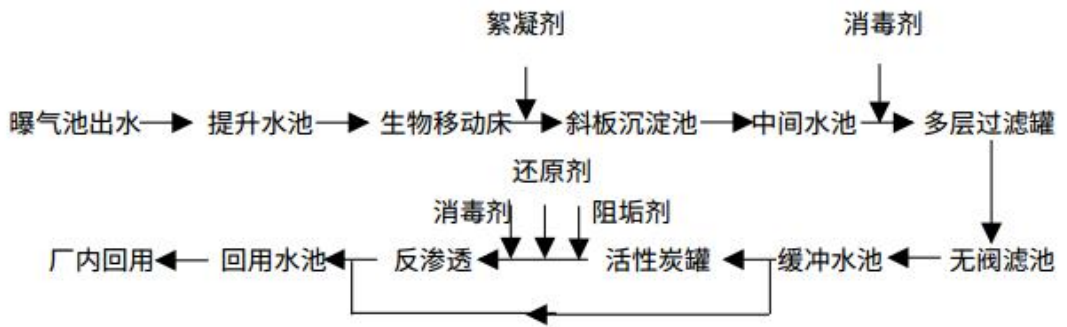 絮凝剂 消毒剂
曝气池出水 提升水池 生物移动床 斜板沉淀池 中间水池 多层过滤罐
还原剂
消毒剂 阻垢剂
厂内回用 回用水池 反渗透 活性炭罐 缓冲水池 无阀滤池